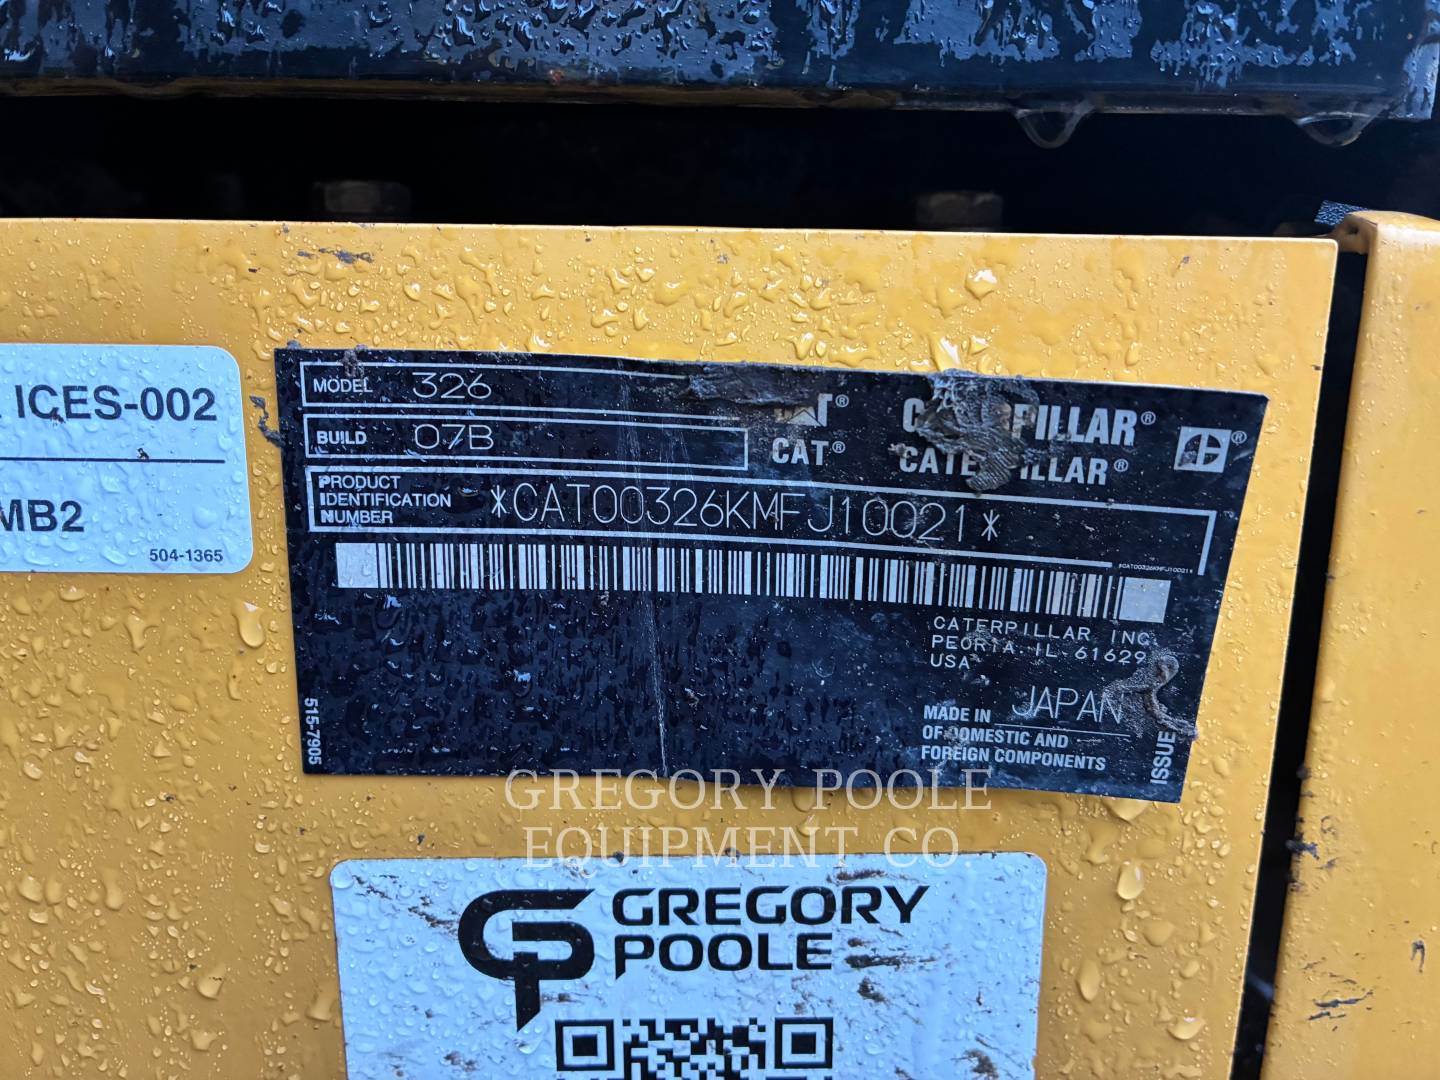 ICES-002
MB2
504-1365
MODEL 326
BUILD 07B
PRODUCT
IDENTIFICATION
NUMBER
*CAT00326KMFJ10021*
*CAT00326KMFJ10021*
CAT®
CATERPILLAR®
CATERPILLAR INC.
PEORIA IL 61629
USA
MADE IN JAPAN
OF DOMESTIC AND
FOREIGN COMPONENTS
ISSUE
515-7905
GREGORY POOLE
EQUIPMENT CO
GREGORY
POOLE